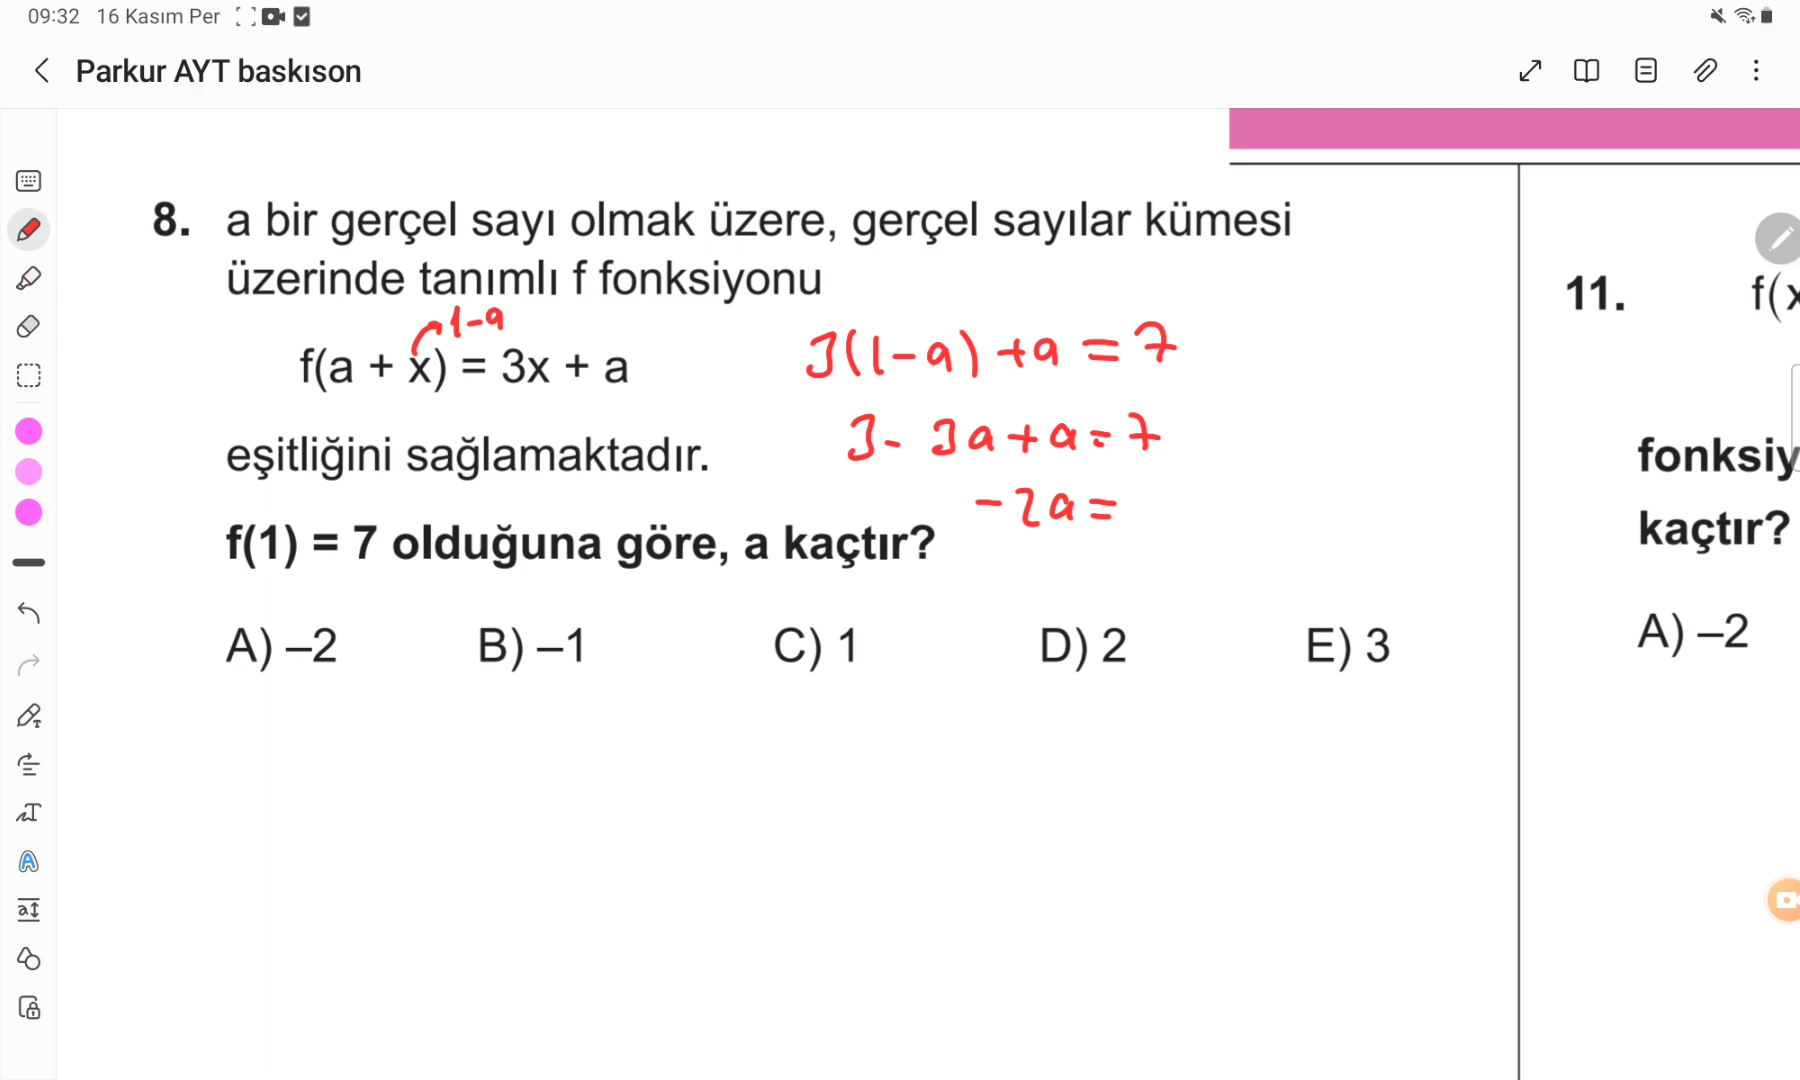 09:32 16 Kasım Per
Parkur AYT baskıson
8. a bir gerçel sayı olmak üzere, gerçel sayılar kümesi
üzerinde tanımlı f fonksiyonu
1-a
f(a + x) = 3x + a
eşitliğini sağlamaktadır.
f(1) = 7 olduğuna göre, a kaçtır?
A) –2 B) –1 C) 1 D) 2 E) 3
3(1-a)+a=7
3-3a+a=7
-2a=
11. f(x
fonksiy
kaçtır?
A) –2